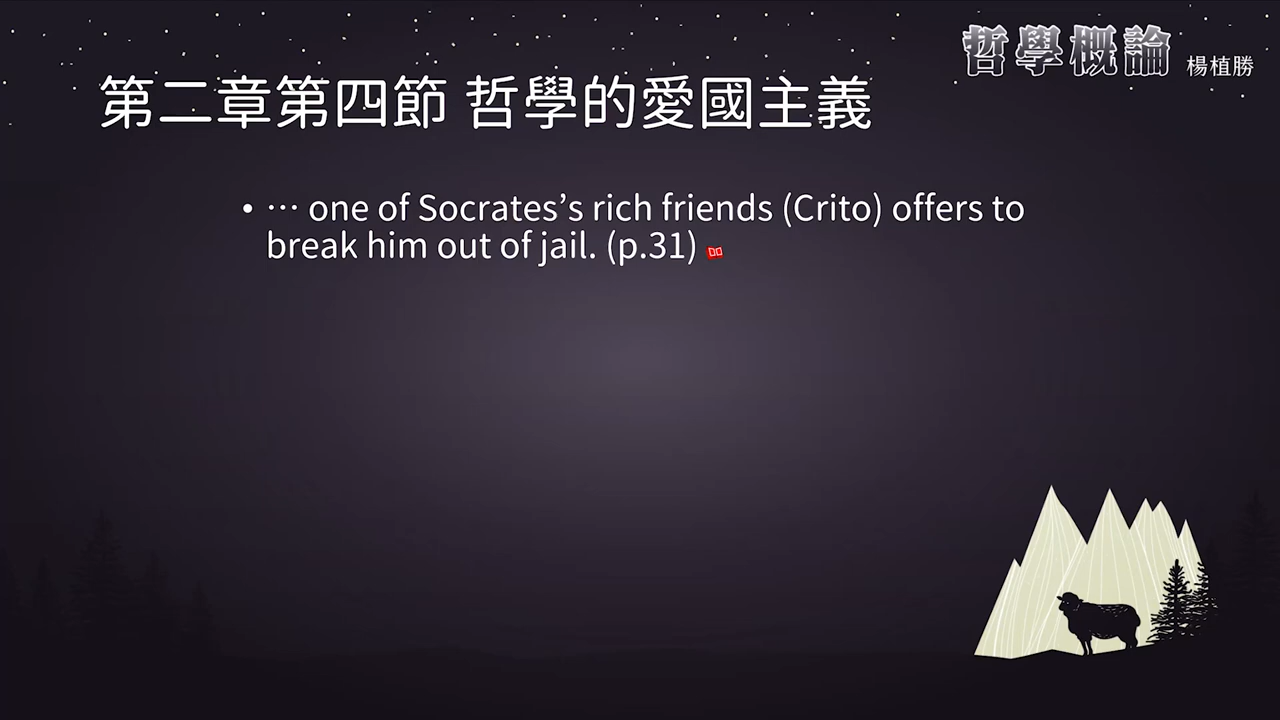 哲學概論 楊植勝
第二章第四節 哲學的愛國主義
• … one of Socrates’s rich friends (Crito) offers to
break him out of jail. (p.31)